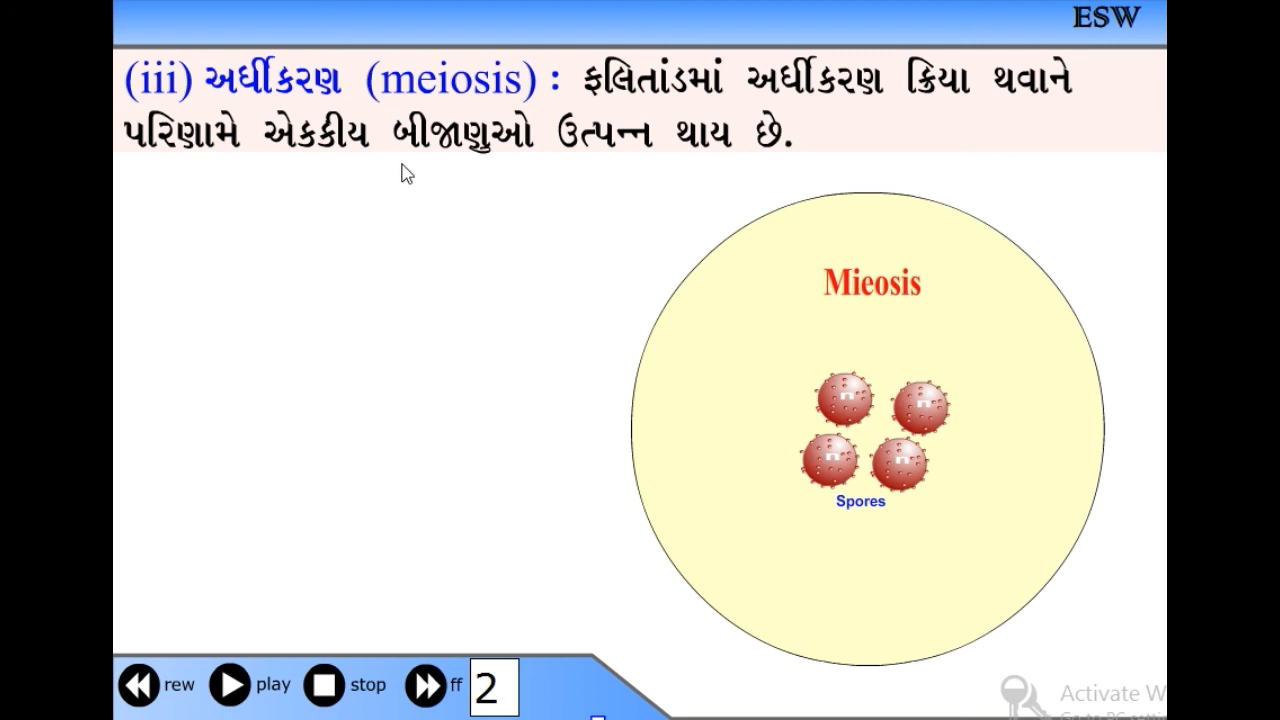 ESW
(iii) અર્ધીકરણ (meiosis) : ફલિતાંડમાં અર્ધીકરણ ક્રિયા થવાને
પરિણામે એકકીય બીજાણુઓ ઉત્પન્ન થાય છે.
Mieosis
n n
n n
Spores
rew play stop ff 2
Activate W